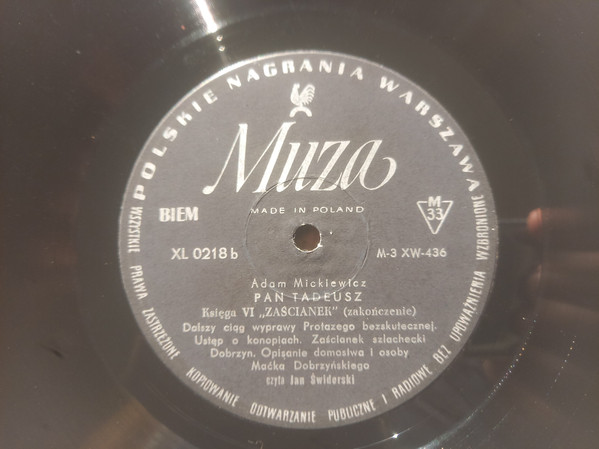 POLSKIE NAGRANIA WARSZAWA
Muza
BIEM
MADE IN POLAND
M
33
XL 0218 b
M-3 XW-436
Adam Mickiewicz
PAN TADEUSZ
Księga VI „ZAŚCIANEK” (zakończenie)
Dalszy ciąg wyprawy Protazego bezskutecznej.
Ustęp o konopiach. Zaścianek szlachecki
Dobrzyn. Opisanie domostwa i osoby
Maćka Dobrzyńskiego
czyta Jan Świderski
WSZYSTKIE PRAWA ZASTRZEŻONE KOPIOWANIE ODTWARZANIE PUBLICZNE I RADIOWE BEZ UPOWAŻNIENIA WZBRONIONE